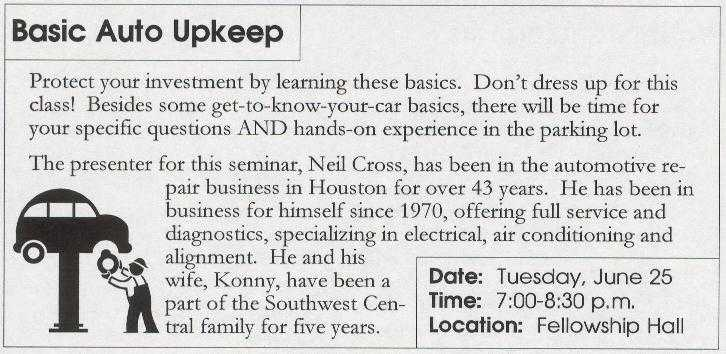 Basic Auto Upkeep
Protect your investment by learning these basics.  Don't dress up for this
class!  Besides some get-to-know-your-car basics, there will be time for
your specific questions AND hands-on experience in the parking lot.
The presenter for this seminar, Neil Cross, has been in the automotive re-
pair business in Houston for over 43 years.  He has been in
business for himself since 1970, offering full service and
diagnostics, specializing in electrical, air conditioning and
alignment.  He and his
wife, Konny, have been a
part of the Southwest Cen-
tral family for five years.
Date:  Tuesday, June 25
Time:  7:00-8:30 p.m.
Location:  Fellowship Hall